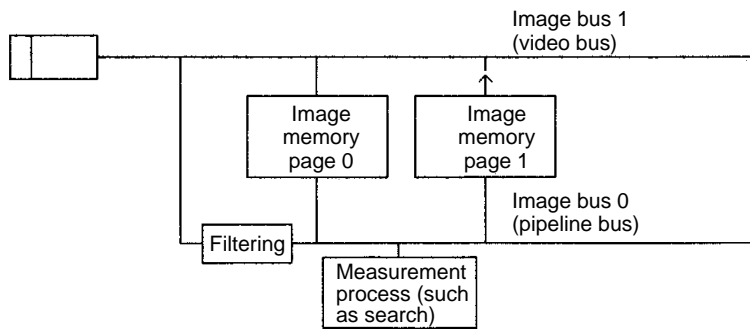 Image bus 1
(video bus)
Image
memory
page 0
Image
memory
page 1
Image bus 0
(pipeline bus)
Filtering
Measurement
process (such
as search)